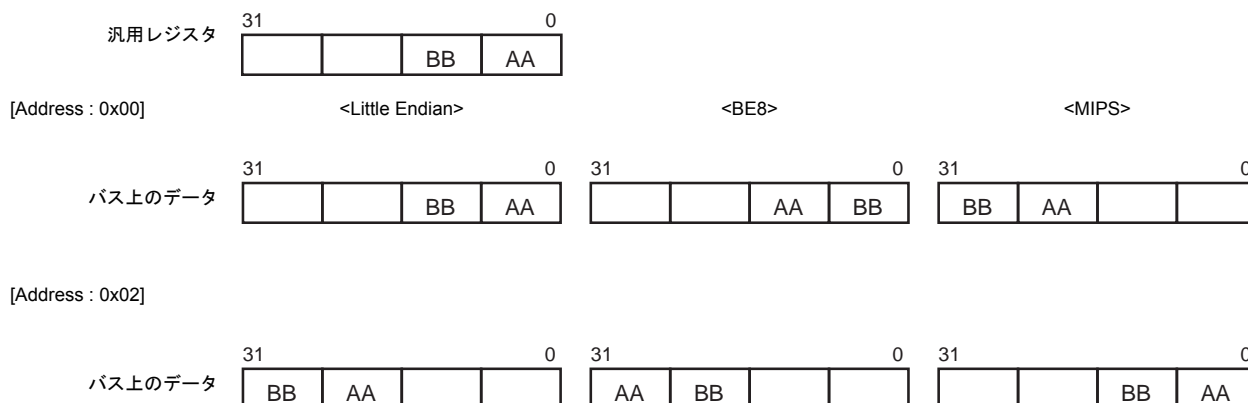 31 0
汎用レジスタ
BB AA
[Address : 0x00] <Little Endian> <BE8> <MIPS>
31 0 31 0 31 0
バス上のデータ
BB AA AA BB BB AA
[Address : 0x02]
31 0 31 0 31 0
バス上のデータ
BB AA AA BB BB AA